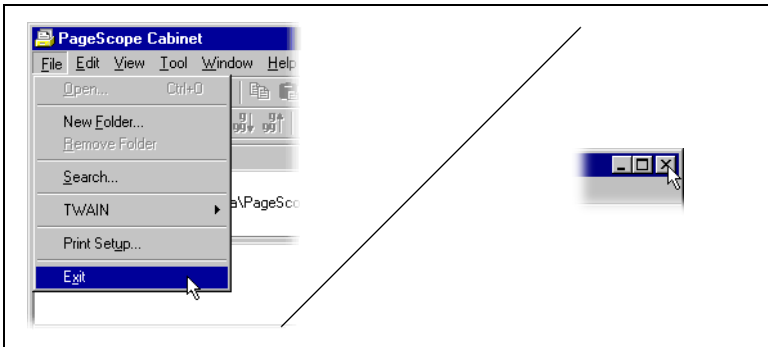 PageScope Cabinet
File Edit View Tool Window Help
Open... Ctrl+O
New Folder...
Remove Folder
Search...
TWAIN
a\PageSco
Print Setup...
Exit